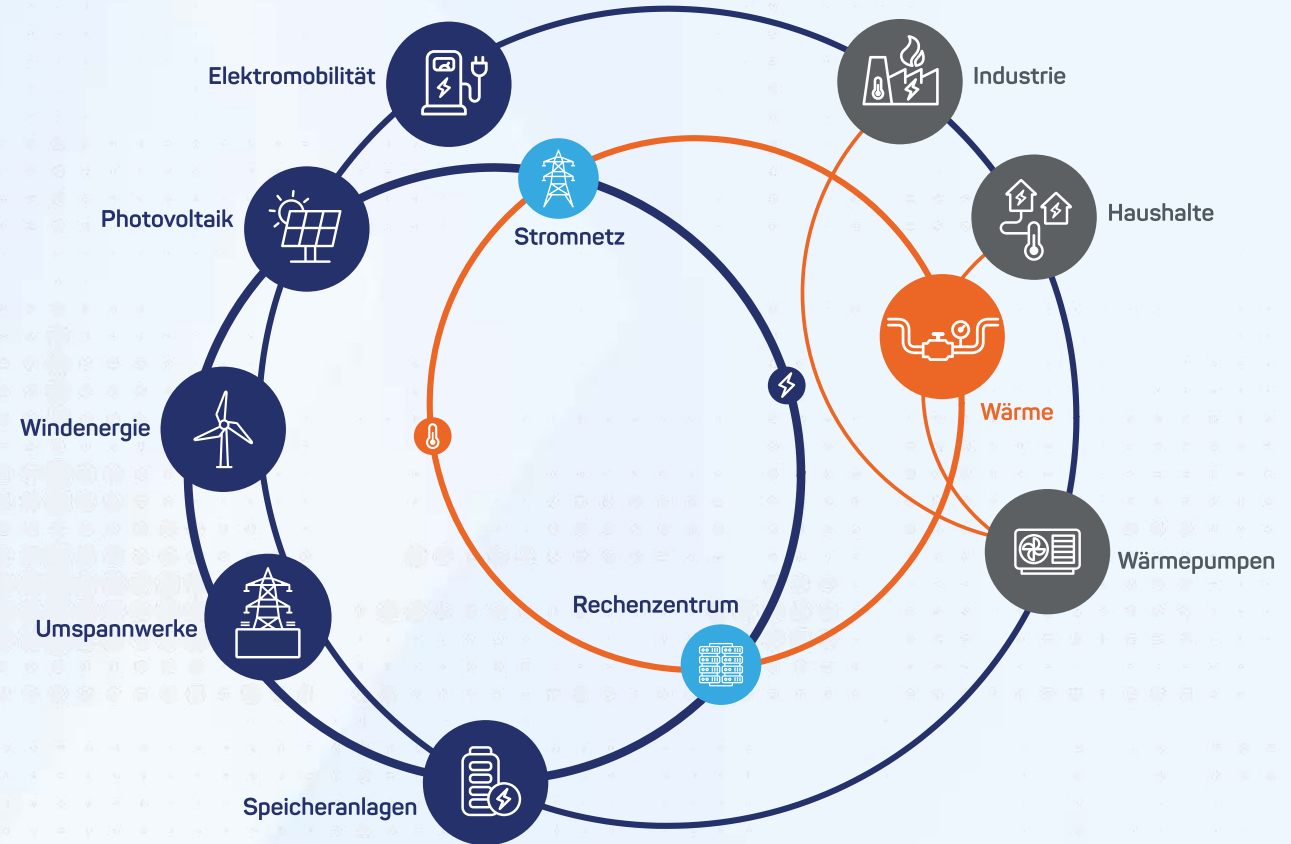 Elektromobilität
Industrie
Photovoltaik
Haushalte
Stromnetz
Wärme
Windenergie
Wärmepumpen
Rechenzentrum
Umspannwerke
Speicheranlagen